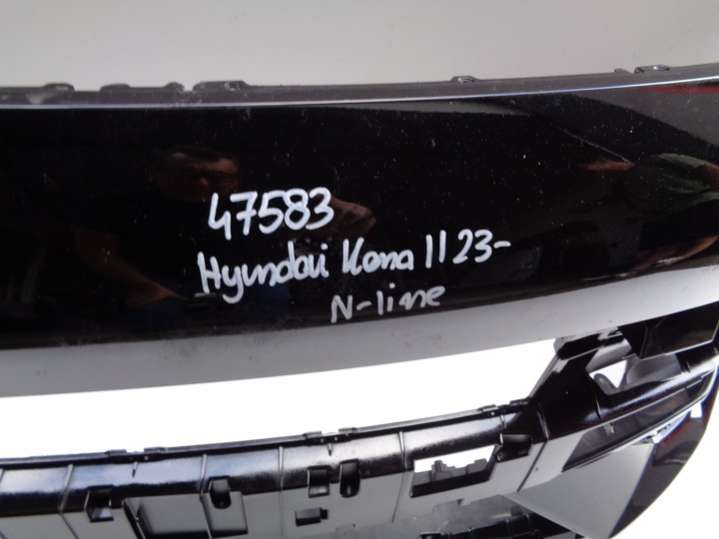 47583
Hyundai Kona II 23-
N-line